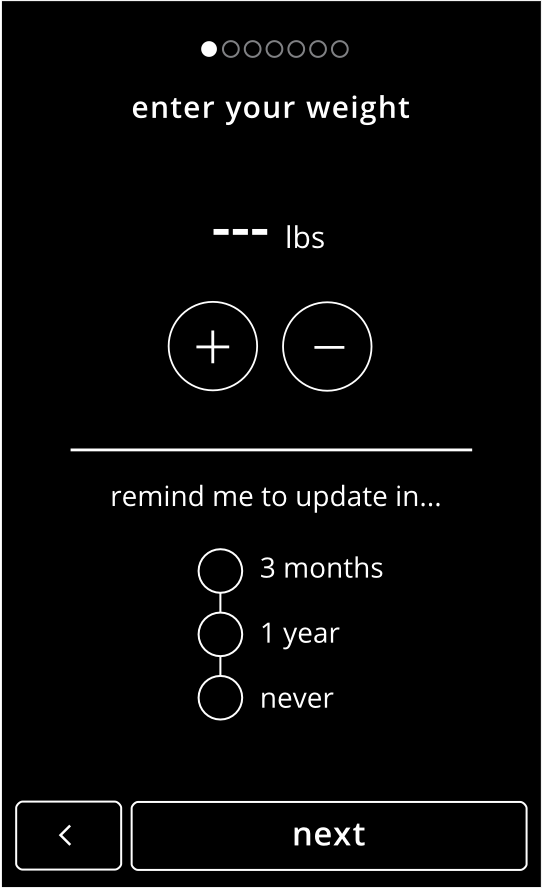 enter your weight
--- lbs
+ −
remind me to update in...
3 months
1 year
never
< next